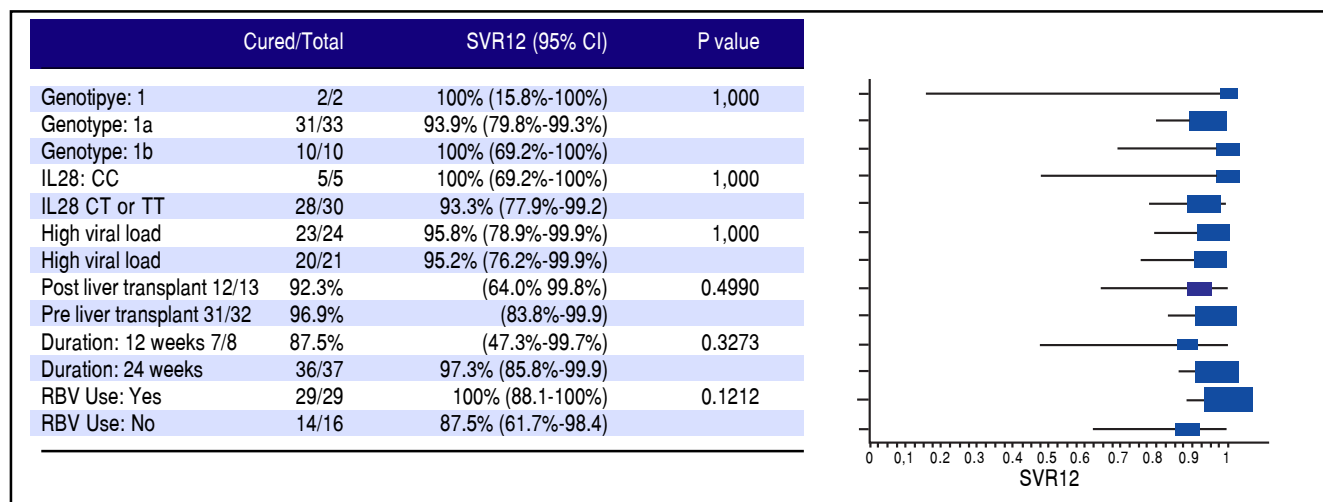 Cured/Total SVR12 (95% CI) P value
Genotipye: 1 2/2 100% (15.8%-100%) 1,000
Genotype: 1a 31/33 93.9% (79.8%-99.3%)
Genotype: 1b 10/10 100% (69.2%-100%)
IL28: CC 5/5 100% (69.2%-100%) 1,000
IL28 CT or TT 28/30 93.3% (77.9%-99.2)
High viral load 23/24 95.8% (78.9%-99.9%) 1,000
High viral load 20/21 95.2% (76.2%-99.9%)
Post liver transplant 12/13 92.3% (64.0% 99.8%) 0.4990
Pre liver transplant 31/32 96.9% (83.8%-99.9)
Duration: 12 weeks 7/8 87.5% (47.3%-99.7%) 0.3273
Duration: 24 weeks 36/37 97.3% (85.8%-99.9)
RBV Use: Yes 29/29 100% (88.1-100%) 0.1212
RBV Use: No 14/16 87.5% (61.7%-98.4)
0 0,1 0.2 0.3 0.4 0.5 0.6 0.7 0.8 0.9 1
SVR12